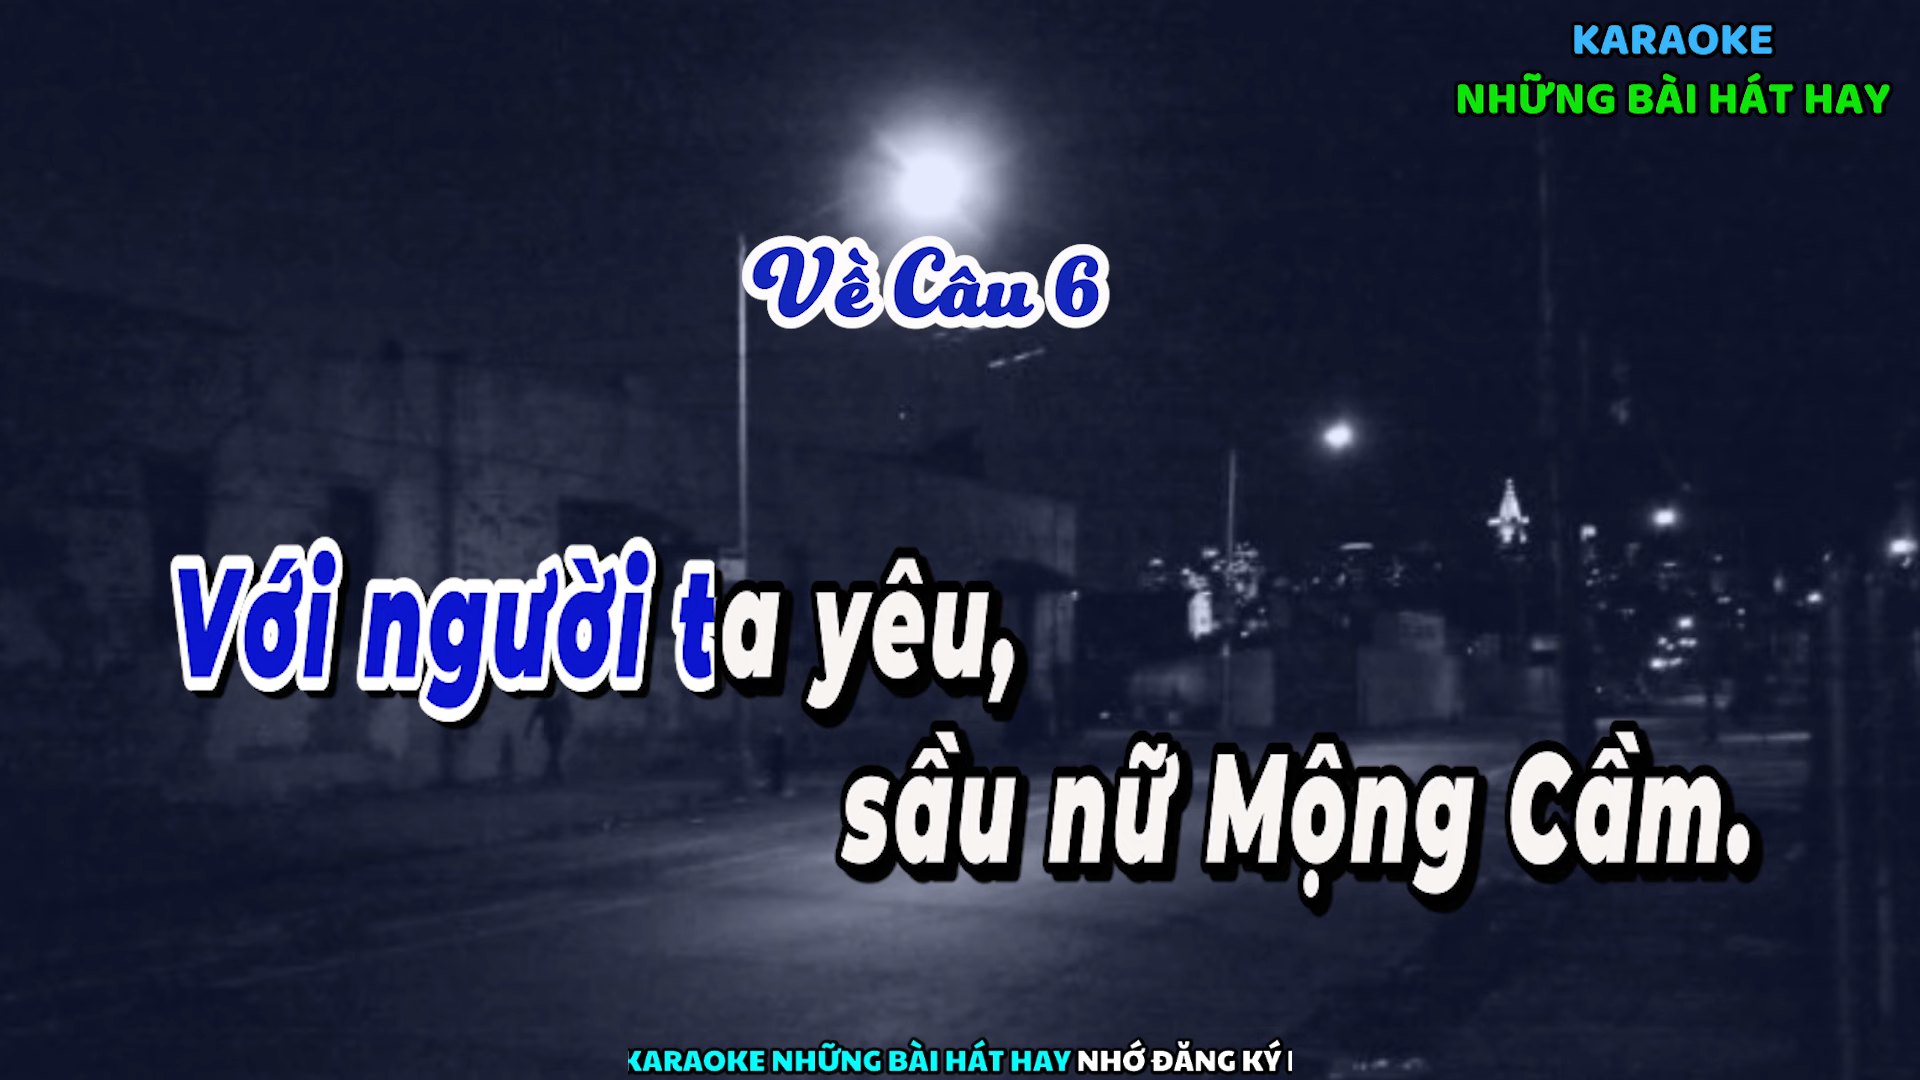 KARAOKE
NHỮNG BÀI HÁT HAY
Về Câu 6
Với người ta yêu,
sầu nữ Mộng Cầm.
KARAOKE NHỮNG BÀI HÁT HAY NHỚ ĐĂNG KÝ